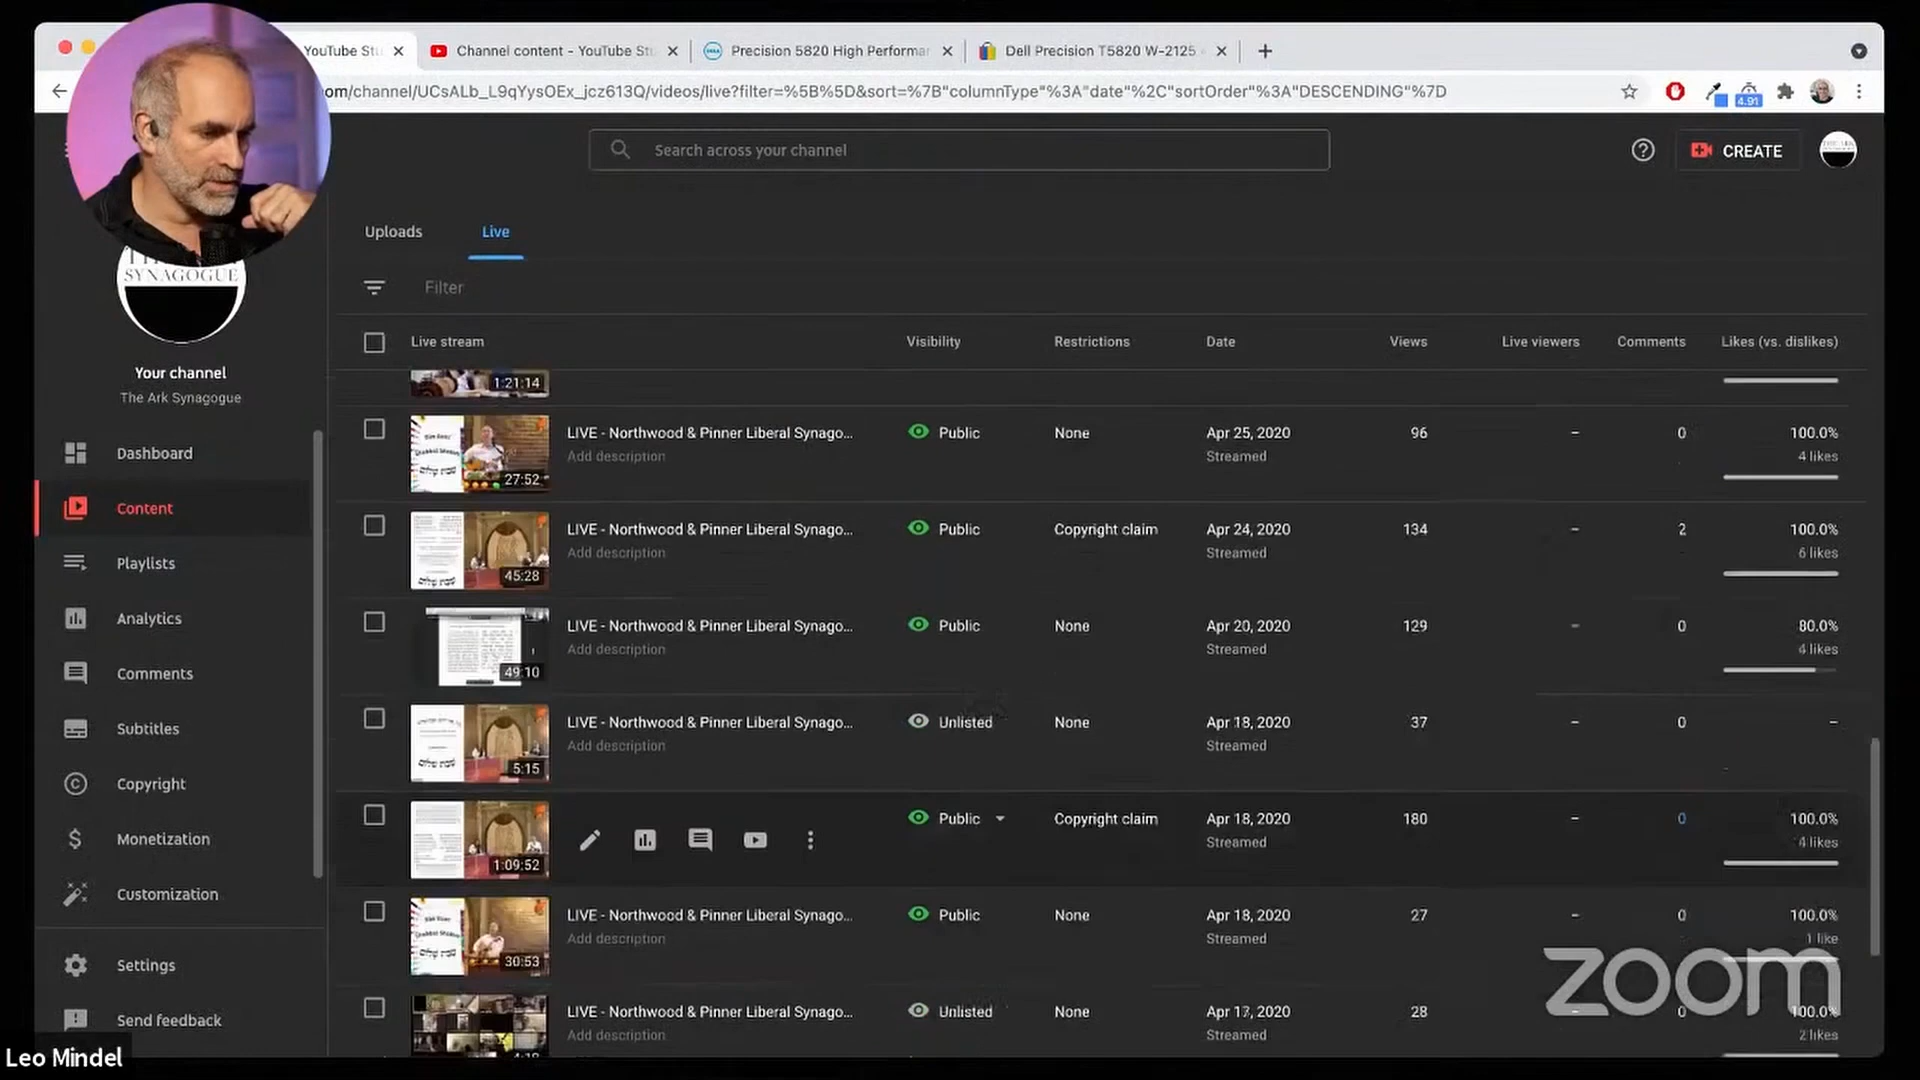 YouTube Stu
Channel content - YouTube St
Precision 5820 High Performan
Dell Precision T5820 W-2125
om/channel/UCsALb_L9qYysOEx_jcz613Q/videos/live?filter=%5B%5D&sort=%7B"columnType"%3A"date"%2C"sortOrder"%3A"DESCENDING"%7D
4.91
Search across your channel
CREATE
SYNAGOGUE
Your channel
The Ark Synagogue
Dashboard
Content
Playlists
Analytics
Comments
Subtitles
Copyright
Monetization
Customization
Settings
Send feedback
Uploads
Live
Filter
Live stream Visibility Restrictions Date Views Live viewers Comments Likes (vs. dislikes)
1:21:14
LIVE - Northwood & Pinner Liberal Synago... Public None Apr 25, 2020 96 – 0 100.0%
27:52 Add description Streamed 4 likes
LIVE - Northwood & Pinner Liberal Synago... Public Copyright claim Apr 24, 2020 134 – 2 100.0%
45:28 Add description Streamed 6 likes
LIVE - Northwood & Pinner Liberal Synago... Public None Apr 20, 2020 129 – 0 80.0%
49:10 Add description Streamed 4 likes
LIVE - Northwood & Pinner Liberal Synago... Unlisted None Apr 18, 2020 37 – 0 –
5:15 Add description Streamed
Public Copyright claim Apr 18, 2020 180 – 0 100.0%
1:09:52 Streamed 4 likes
LIVE - Northwood & Pinner Liberal Synago... Public None Apr 18, 2020 27 – 0 100.0%
30:53 Add description Streamed 1 like
LIVE - Northwood & Pinner Liberal Synago... Unlisted None Apr 17, 2020 28 – 0 100.0%
Add description Streamed 2 likes
zoom
Leo Mindel